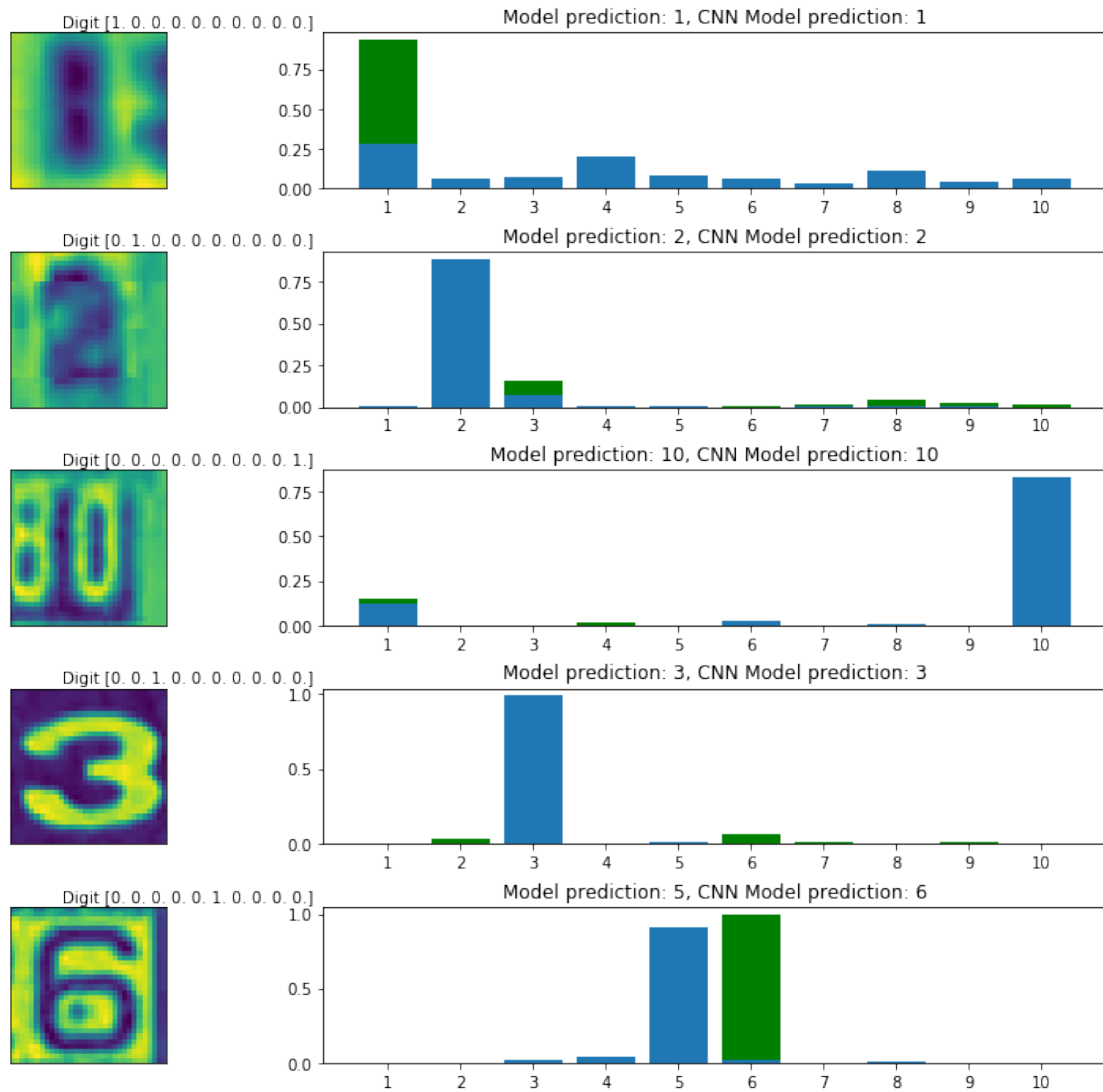 Digit [1. 0. 0. 0. 0. 0. 0. 0. 0. 0.]
Model prediction: 1, CNN Model prediction: 1
1
0.75
0.50
0.25
0.00
1 2 3 4 5 6 7 8 9 10
Digit [0. 1. 0. 0. 0. 0. 0. 0. 0. 0.]
Model prediction: 2, CNN Model prediction: 2
2
0.75
0.50
0.25
0.00
1 2 3 4 5 6 7 8 9 10
Digit [0. 0. 0. 0. 0. 0. 0. 0. 0. 1.]
Model prediction: 10, CNN Model prediction: 10
80
0.75
0.50
0.25
0.00
1 2 3 4 5 6 7 8 9 10
Digit [0. 0. 1. 0. 0. 0. 0. 0. 0. 0.]
Model prediction: 3, CNN Model prediction: 3
3
1.0
0.5
0.0
1 2 3 4 5 6 7 8 9 10
Digit [0. 0. 0. 0. 0. 1. 0. 0. 0. 0.]
Model prediction: 5, CNN Model prediction: 6
6
1.0
0.5
0.0
1 2 3 4 5 6 7 8 9 10